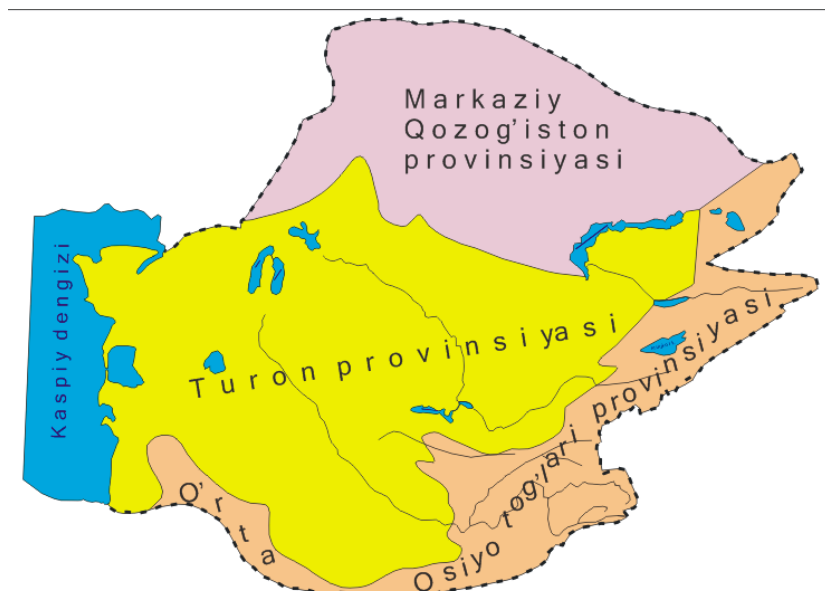 Markaziy
Qozog'iston
provinsiyasi
Kaspiy dengizi
Turon provinsiyasi
O'rta Osiyo tog'lari provinsiyasi